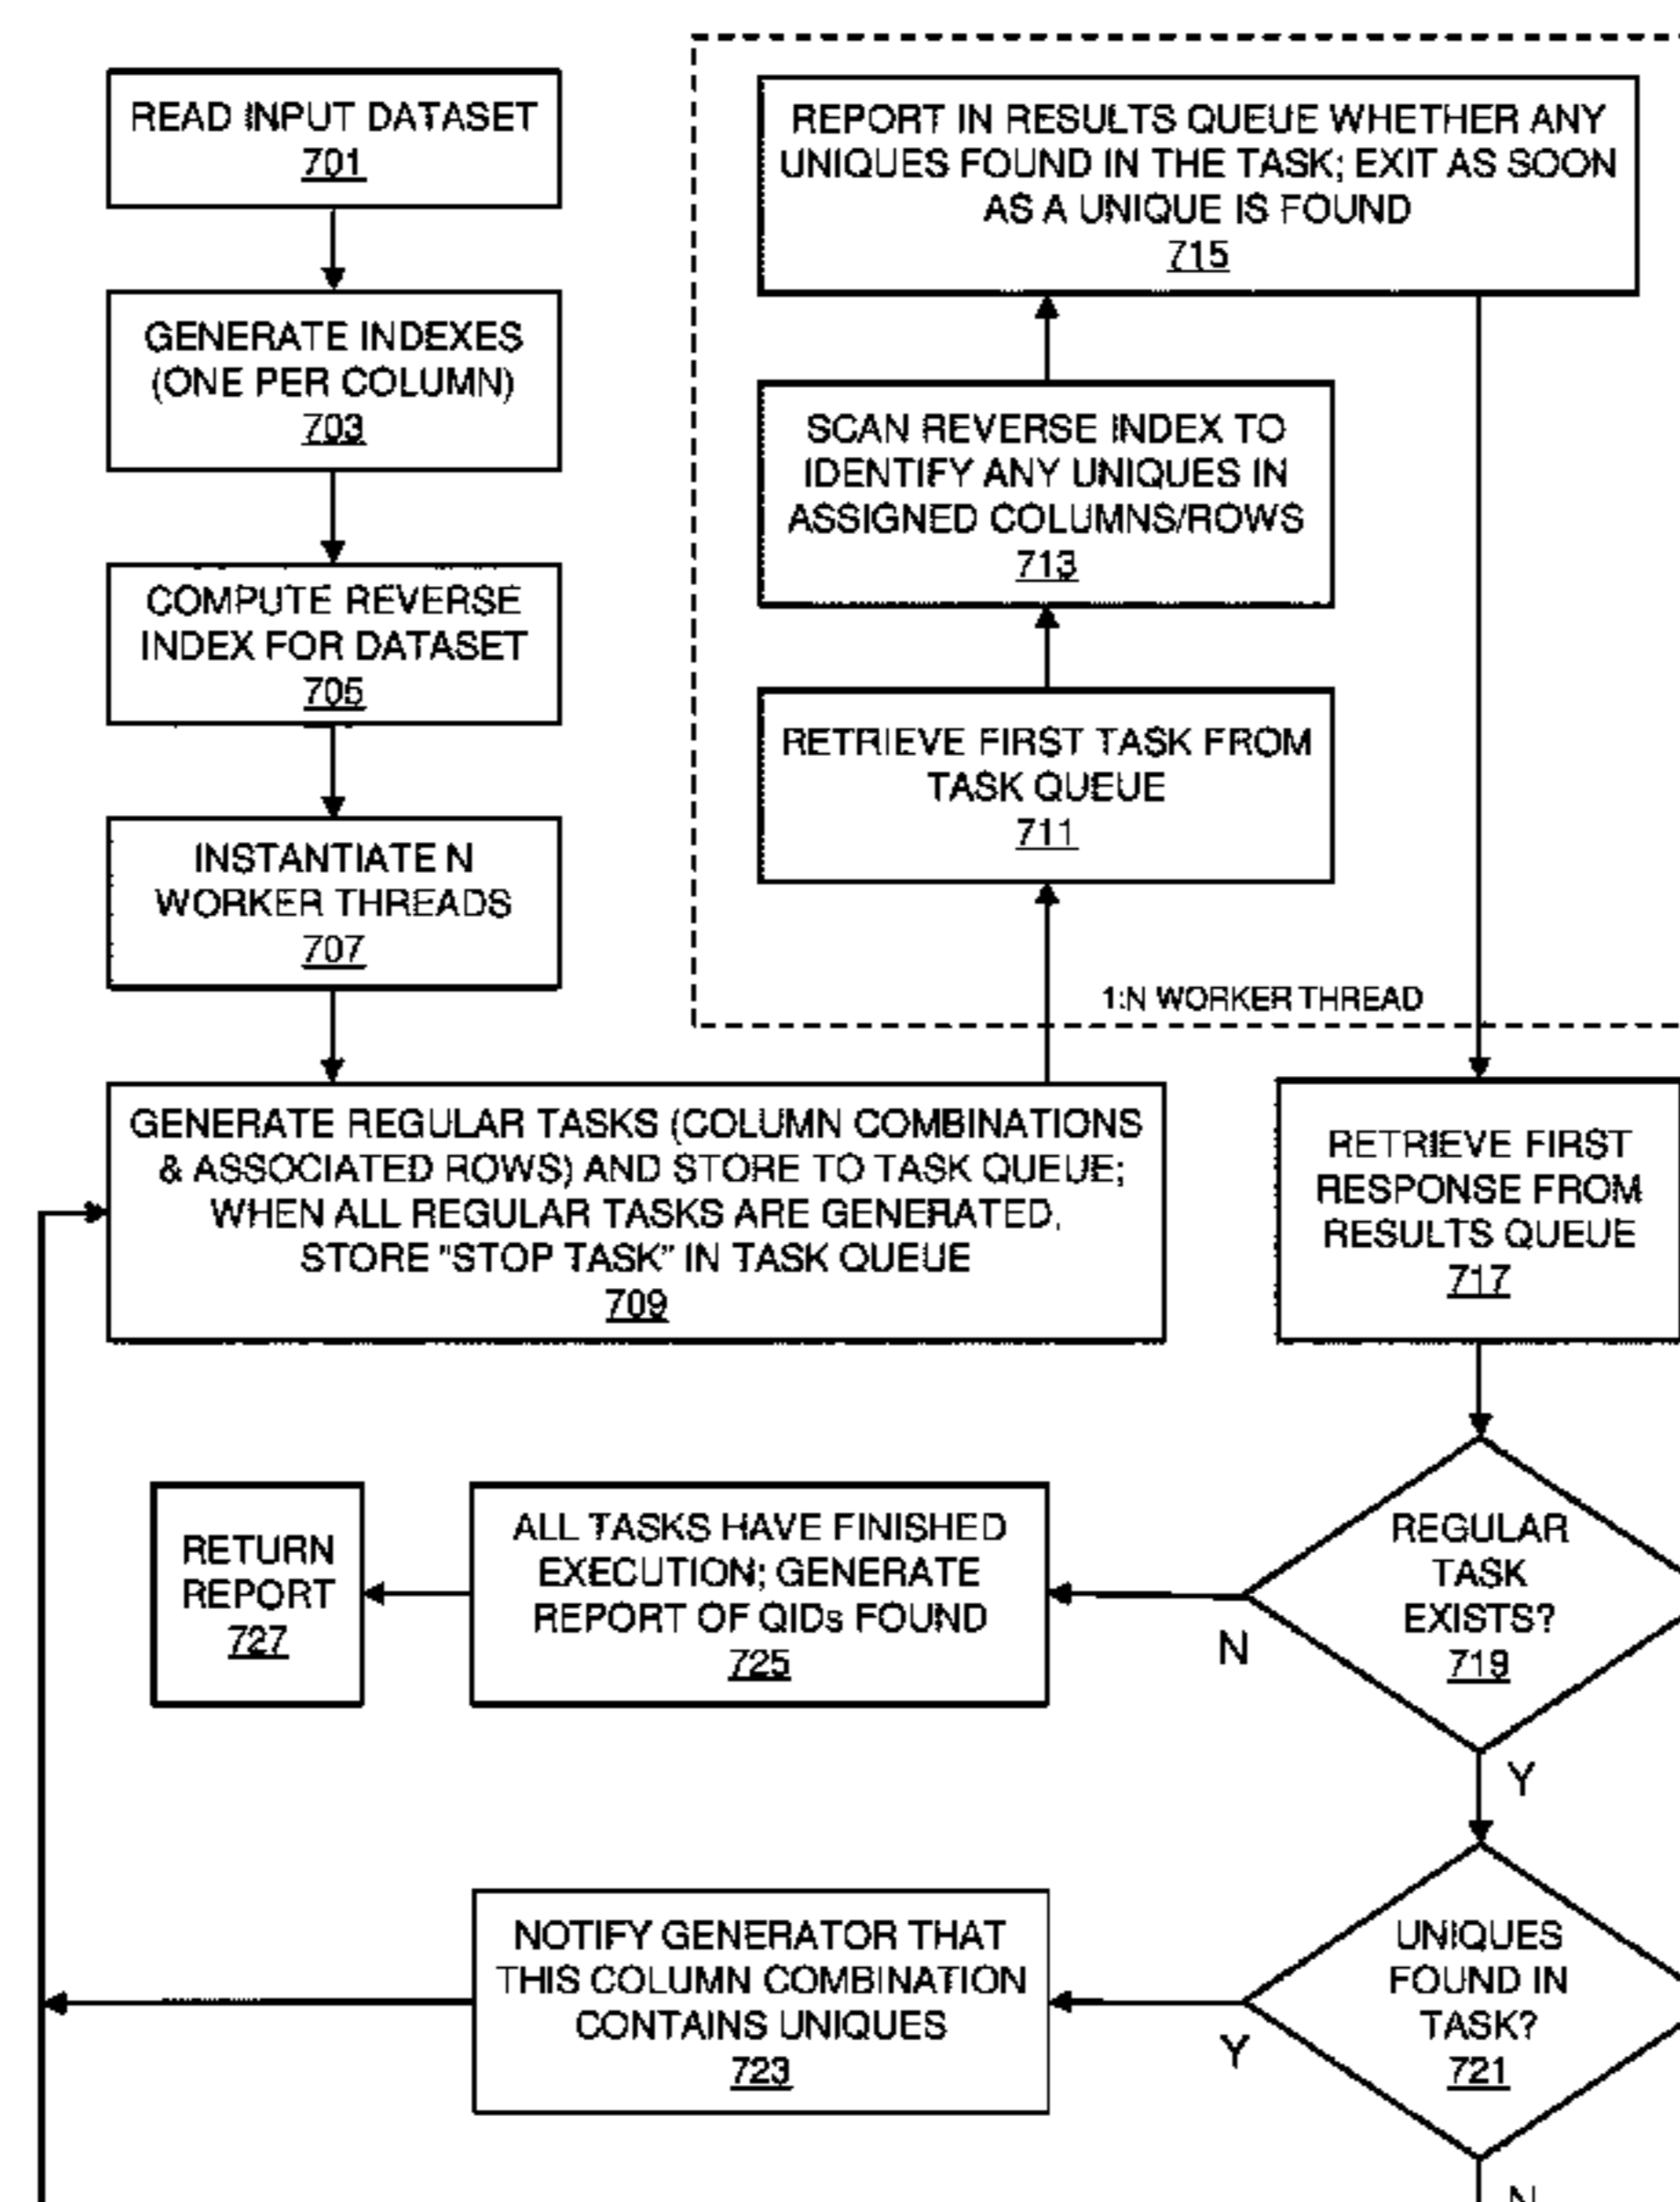 READ INPUT DATASET
701
GENERATE INDEXES
(ONE PER COLUMN)
703
COMPUTE REVERSE
INDEX FOR DATASET
705
INSTANTIATE N
WORKER THREADS
707
GENERATE REGULAR TASKS (COLUMN COMBINATIONS
& ASSOCIATED ROWS) AND STORE TO TASK QUEUE;
WHEN ALL REGULAR TASKS ARE GENERATED,
STORE "STOP TASK" IN TASK QUEUE
709
REPORT IN RESULTS QUEUE WHETHER ANY
UNIQUES FOUND IN THE TASK; EXIT AS SOON
AS A UNIQUE IS FOUND
715
SCAN REVERSE INDEX TO
IDENTIFY ANY UNIQUES IN
ASSIGNED COLUMNS/ROWS
713
RETRIEVE FIRST TASK FROM
TASK QUEUE
711
1:N WORKER THREAD
RETRIEVE FIRST
RESPONSE FROM
RESULTS QUEUE
717
REGULAR
TASK
EXISTS?
719
N
Y
ALL TASKS HAVE FINISHED
EXECUTION; GENERATE
REPORT OF QIDs FOUND
725
RETURN
REPORT
727
UNIQUES
FOUND IN
TASK?
721
Y
N
NOTIFY GENERATOR THAT
THIS COLUMN COMBINATION
CONTAINS UNIQUES
723